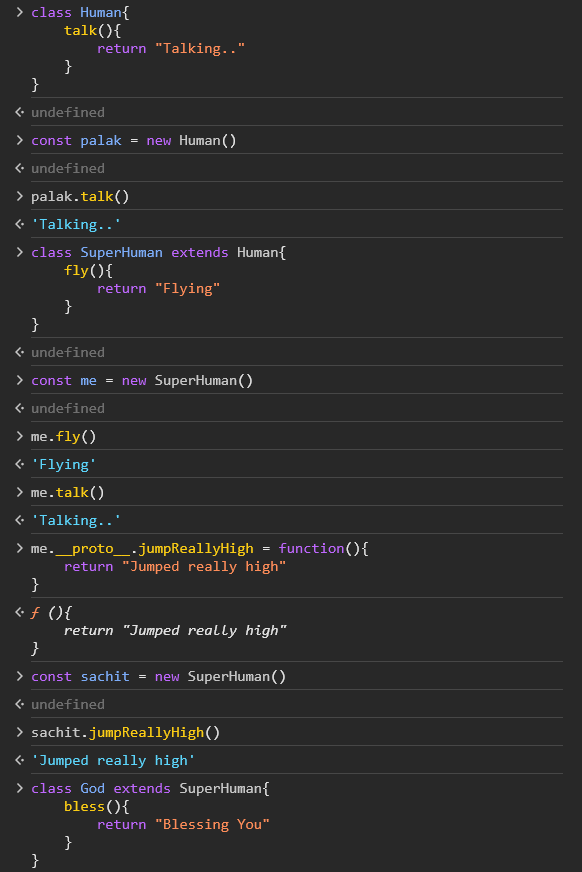 > class Human{
talk(){
return "Talking.."
}
}
undefined
> const palak = new Human()
undefined
> palak.talk()
'Talking..'
> class SuperHuman extends Human{
fly(){
return "Flying"
}
}
undefined
> const me = new SuperHuman()
undefined
> me.fly()
'Flying'
> me.talk()
'Talking..'
> me.__proto__.jumpReallyHigh = function(){
return "Jumped really high"
}
ƒ (){
return "Jumped really high"
}
> const sachit = new SuperHuman()
undefined
> sachit.jumpReallyHigh()
'Jumped really high'
> class God extends SuperHuman{
bless(){
return "Blessing You"
}
}